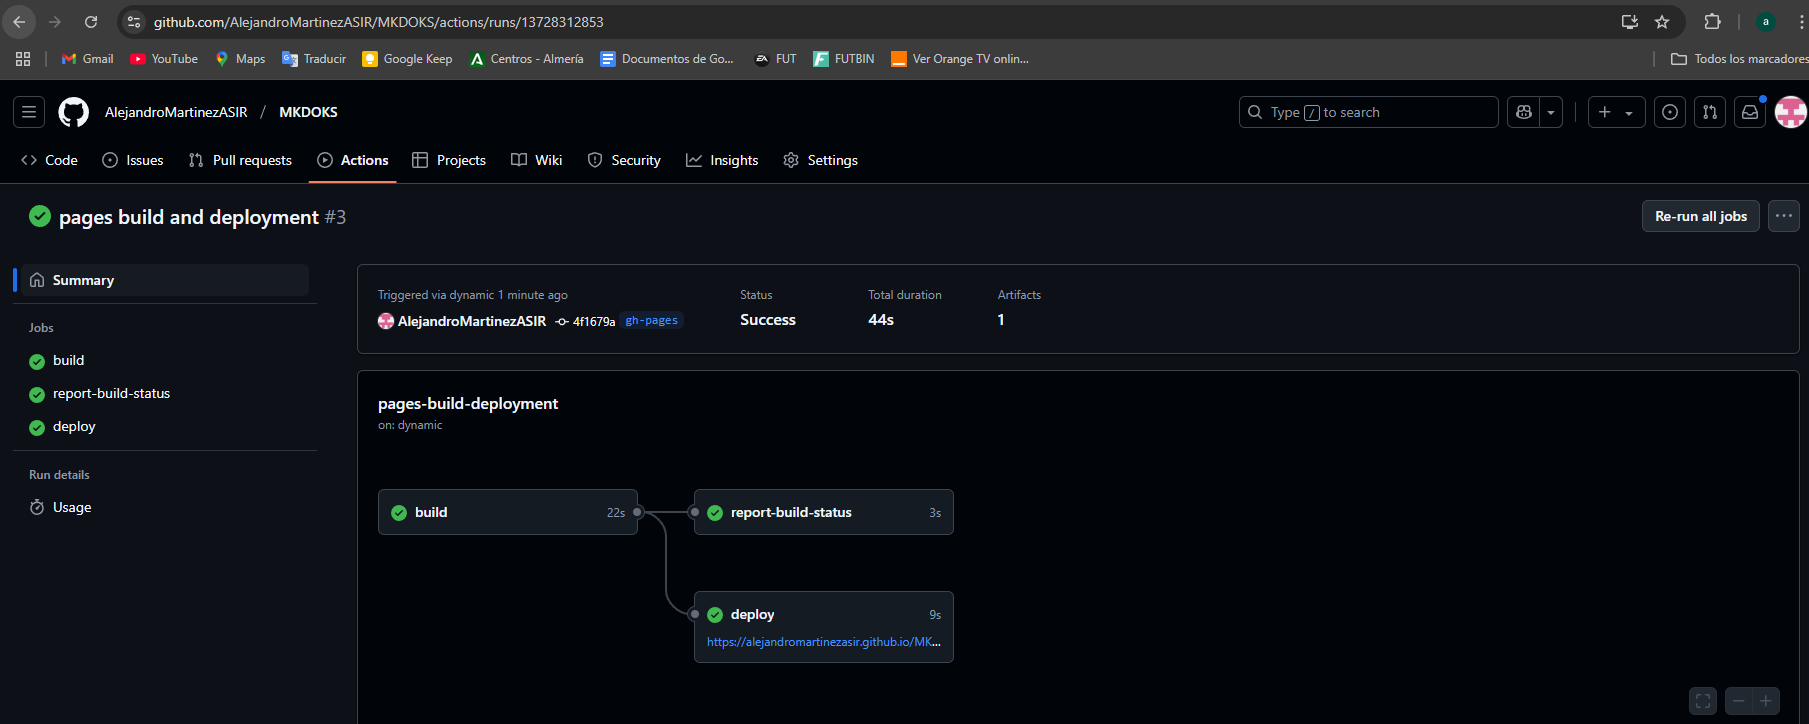 github.com/AlejandroMartinezASIR/MKDOKS/actions/runs/13728312853
a
Gmail YouTube Maps Traducir Google Keep Centros - Almería Documentos de Go... FUT FUTBIN Ver Orange TV onlin... Todos los marcadores
AlejandroMartinezASIR / MKDOKS Type / to search
Code Issues Pull requests Actions Projects Wiki Security Insights Settings
pages build and deployment #3 Re-run all jobs
Summary
Jobs
build
report-build-status
deploy
Run details
Usage
Triggered via dynamic 1 minute ago Status Total duration Artifacts
AlejandroMartinezASIR 4f1679a gh-pages Success 44s 1
pages-build-deployment
on: dynamic
build 22s report-build-status 3s
deploy 9s
https://alejandromartinezasir.github.io/MK...